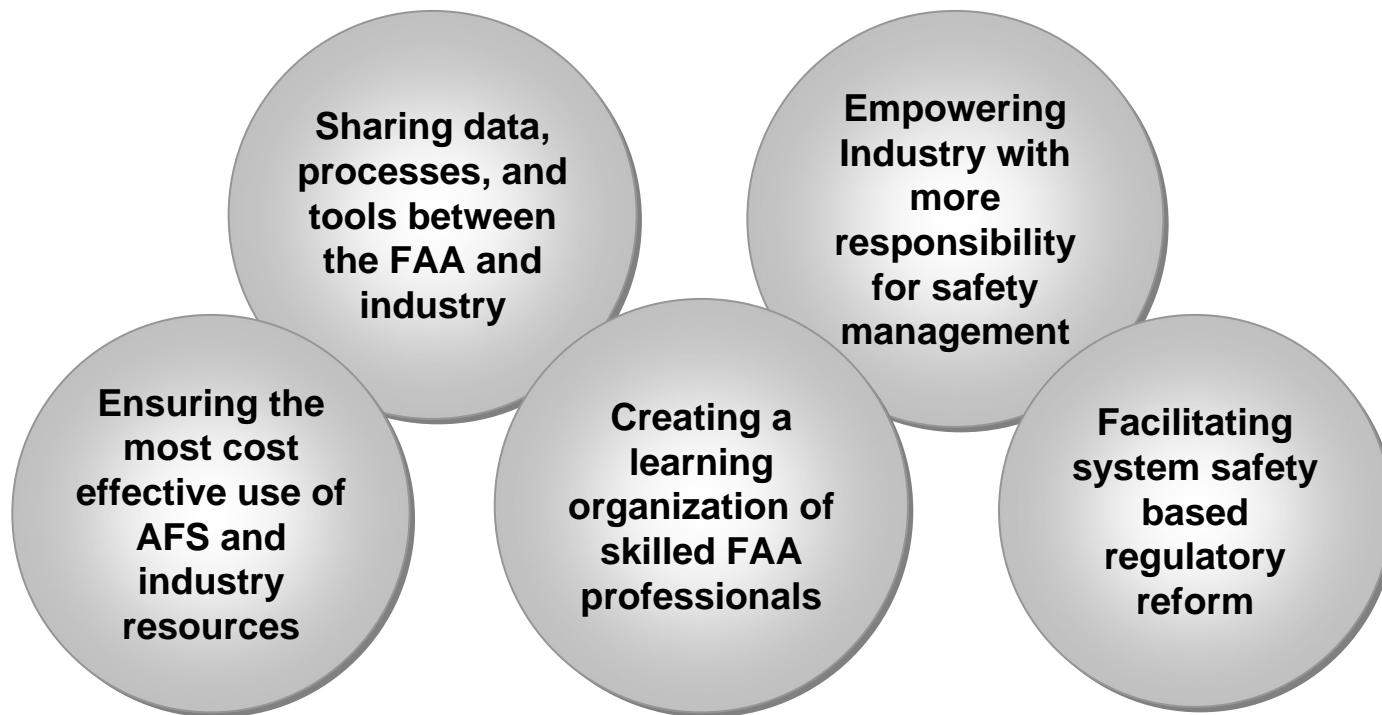 Sharing data,
processes, and
tools between
the FAA and
industry
Empowering
Industry with
more
responsibility
for safety
management
Ensuring the
most cost
effective use of
AFS and
industry
resources
Creating a
learning
organization of
skilled FAA
professionals
Facilitating
system safety
based
regulatory
reform